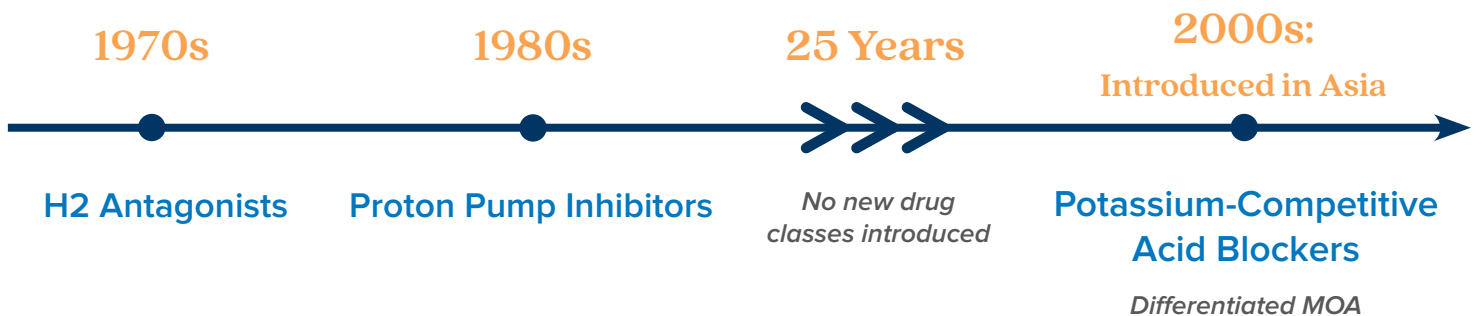 1970s
H2 Antagonists
1980s
Proton Pump Inhibitors
25 Years
No new drug
classes introduced
2000s:
Introduced in Asia
Potassium-Competitive
Acid Blockers
Differentiated MOA